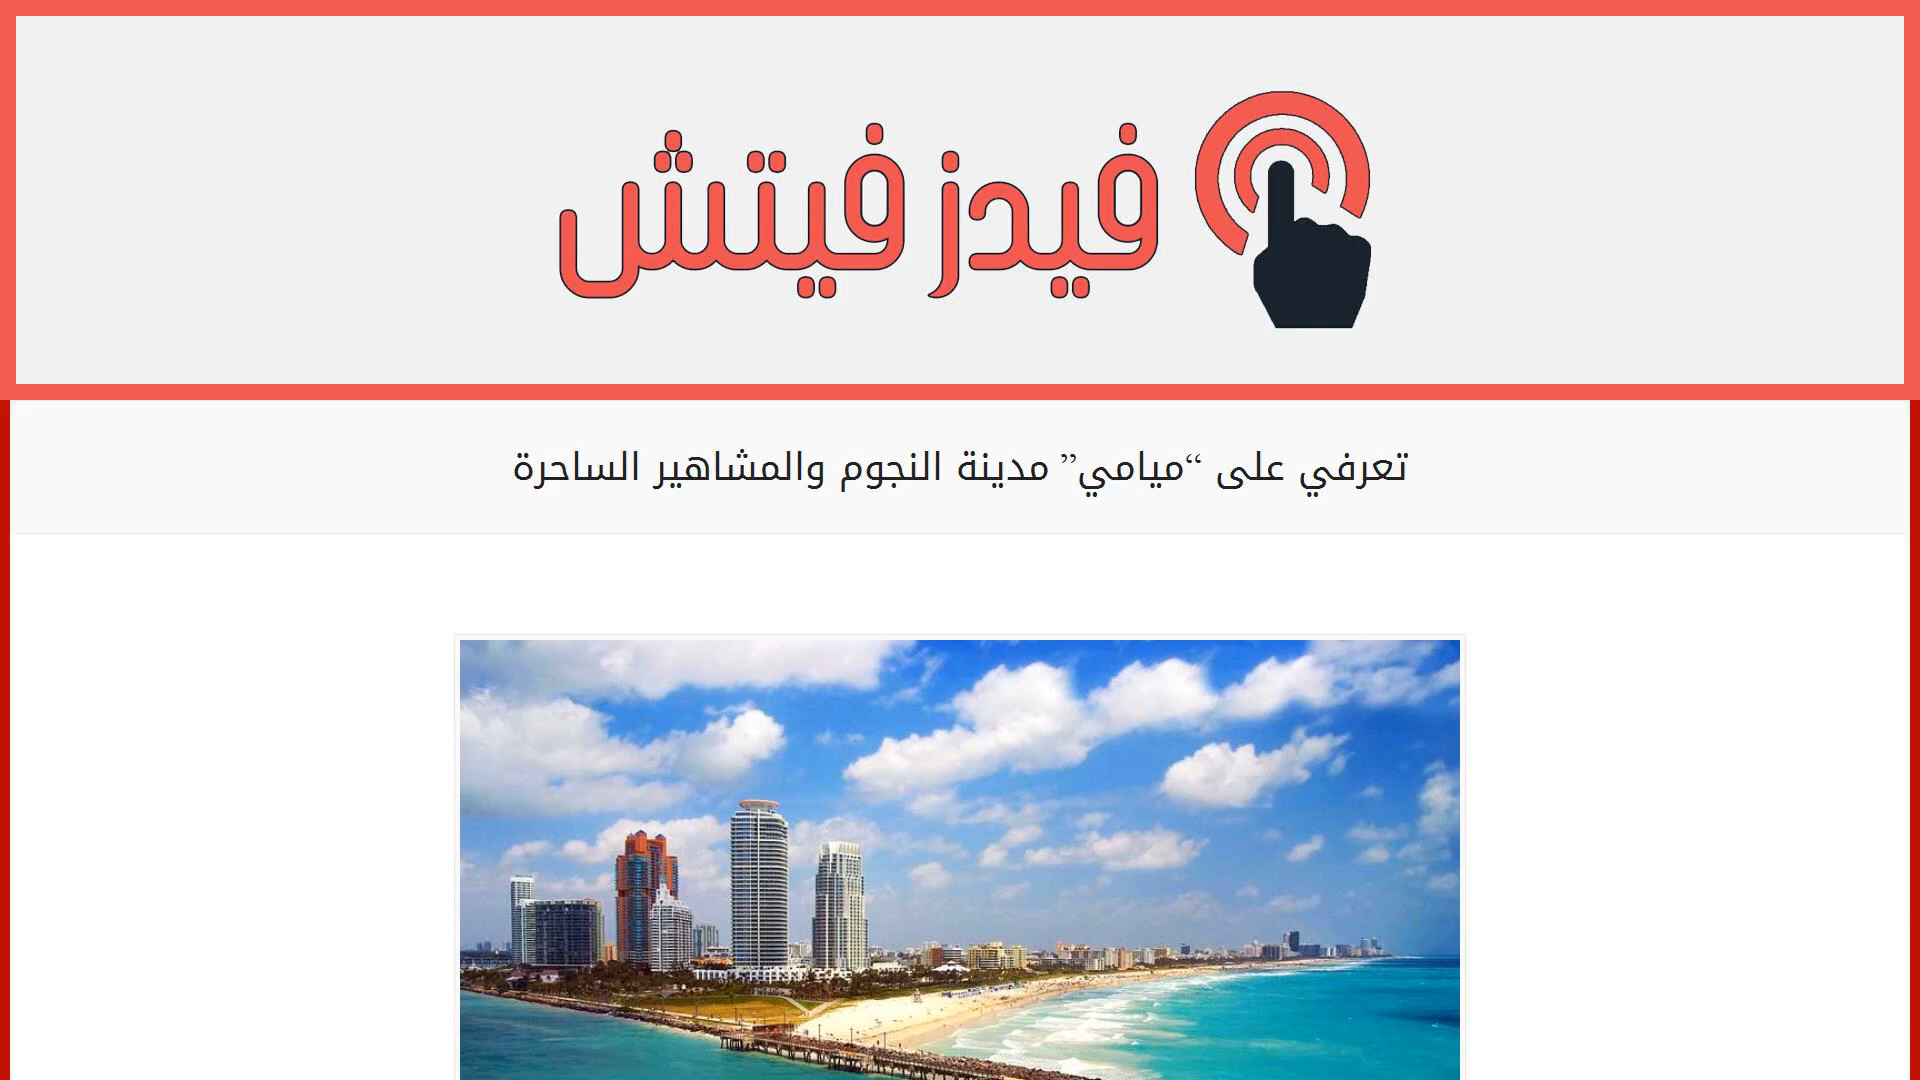 فيدز فيتش
تعرفي على “ميامي” مدينة النجوم والمشاهير الساحرة